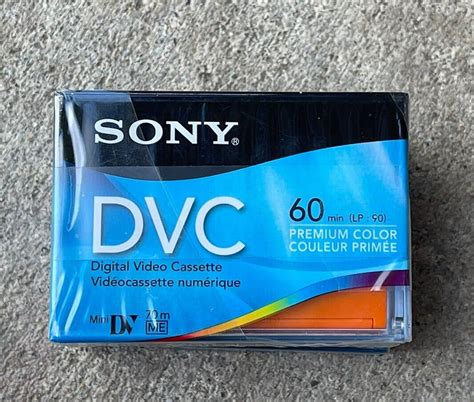 SONY®
DVC
60 min. (LP : 90)
PREMIUM COLOR
COULEUR PRIMÉE
Digital Video Cassette
Vidéocassette numérique
Mini DV 70m ME